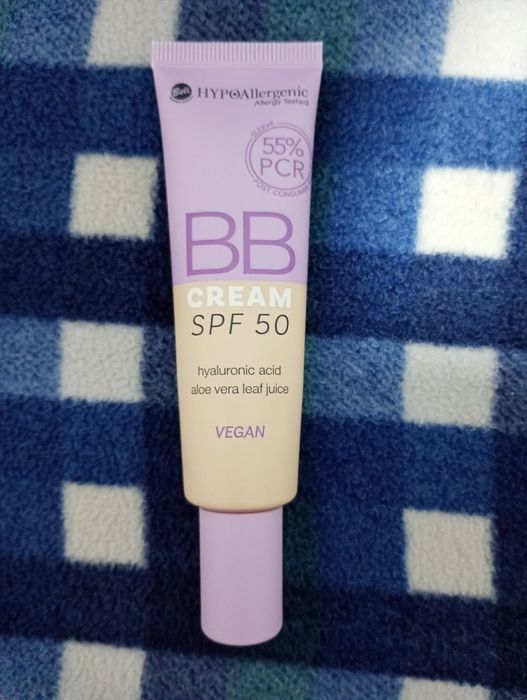 Bell HYPOAllergenic
Allergy Tested
SLEEVE
55%
PCR
POST CONSUMER
BB
CREAM
SPF 50
hyaluronic acid
aloe vera leaf juice
VEGAN